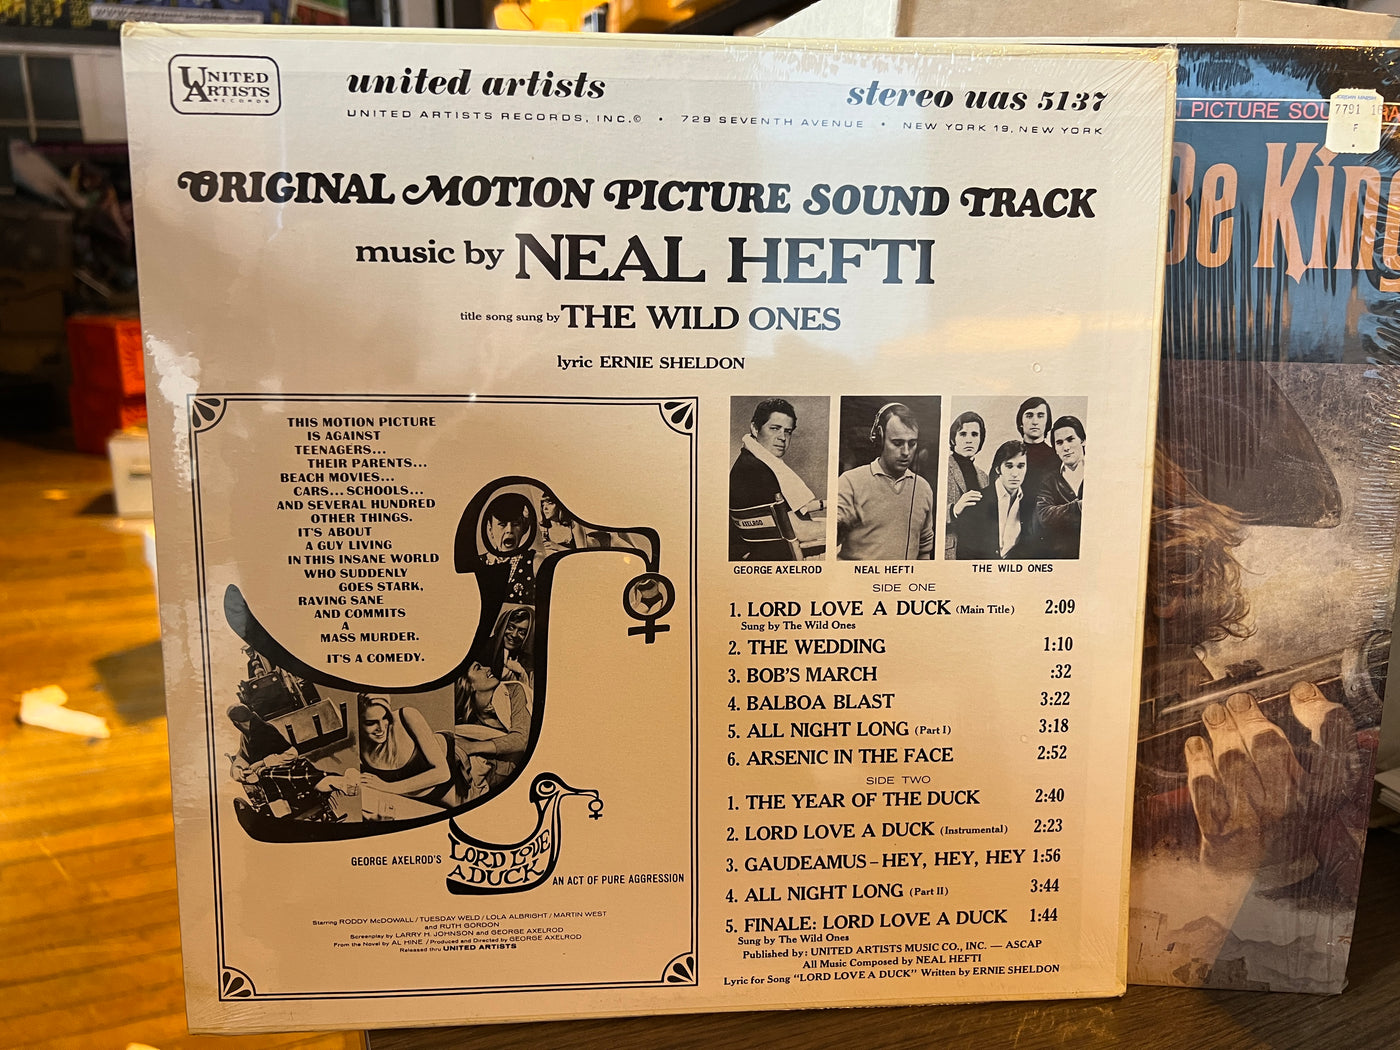 UNITED
ARTISTS
RECORDS
united artists
stereo uas 5137
UNITED ARTISTS RECORDS, INC.© • 729 SEVENTH AVENUE • NEW YORK 19, NEW YORK
ORIGINAL MOTION PICTURE SOUND TRACK
music by NEAL HEFTI
title song sung by THE WILD ONES
lyric ERNIE SHELDON
THIS MOTION PICTURE
IS AGAINST
TEENAGERS...
THEIR PARENTS...
BEACH MOVIES...
CARS...SCHOOLS...
AND SEVERAL HUNDRED
OTHER THINGS.
IT'S ABOUT
A GUY LIVING
IN THIS INSANE WORLD
WHO SUDDENLY
GOES STARK,
RAVING SANE
AND COMMITS
A
MASS MURDER.
IT'S A COMEDY.
GEORGE AXELROD'S
LORD LOVE
A DUCK
AN ACT OF PURE AGGRESSION
Starring RODDY McDOWALL / TUESDAY WELD / LOLA ALBRIGHT / MARTIN WEST
and RUTH GORDON
Screenplay by LARRY H. JOHNSON and GEORGE AXELROD
From the Novel by AL HINE / Produced and Directed by GEORGE AXELROD
Released thru UNITED ARTISTS
AXELROD
GEORGE AXELROD
NEAL HEFTI
THE WILD ONES
SIDE ONE
1. LORD LOVE A DUCK (Main Title) 2:09
Sung by The Wild Ones
2. THE WEDDING 1:10
3. BOB'S MARCH :32
4. BALBOA BLAST 3:22
5. ALL NIGHT LONG (Part I) 3:18
6. ARSENIC IN THE FACE 2:52
SIDE TWO
1. THE YEAR OF THE DUCK 2:40
2. LORD LOVE A DUCK (Instrumental) 2:23
3. GAUDEAMUS – HEY, HEY, HEY 1:56
4. ALL NIGHT LONG (Part II) 3:44
5. FINALE: LORD LOVE A DUCK 1:44
Sung by The Wild Ones
Published by: UNITED ARTISTS MUSIC CO., INC. — ASCAP
All Music Composed by NEAL HEFTI
Lyric for Song "LORD LOVE A DUCK" Written by ERNIE SHELDON
PICTURE SOU
7791
F
Be King